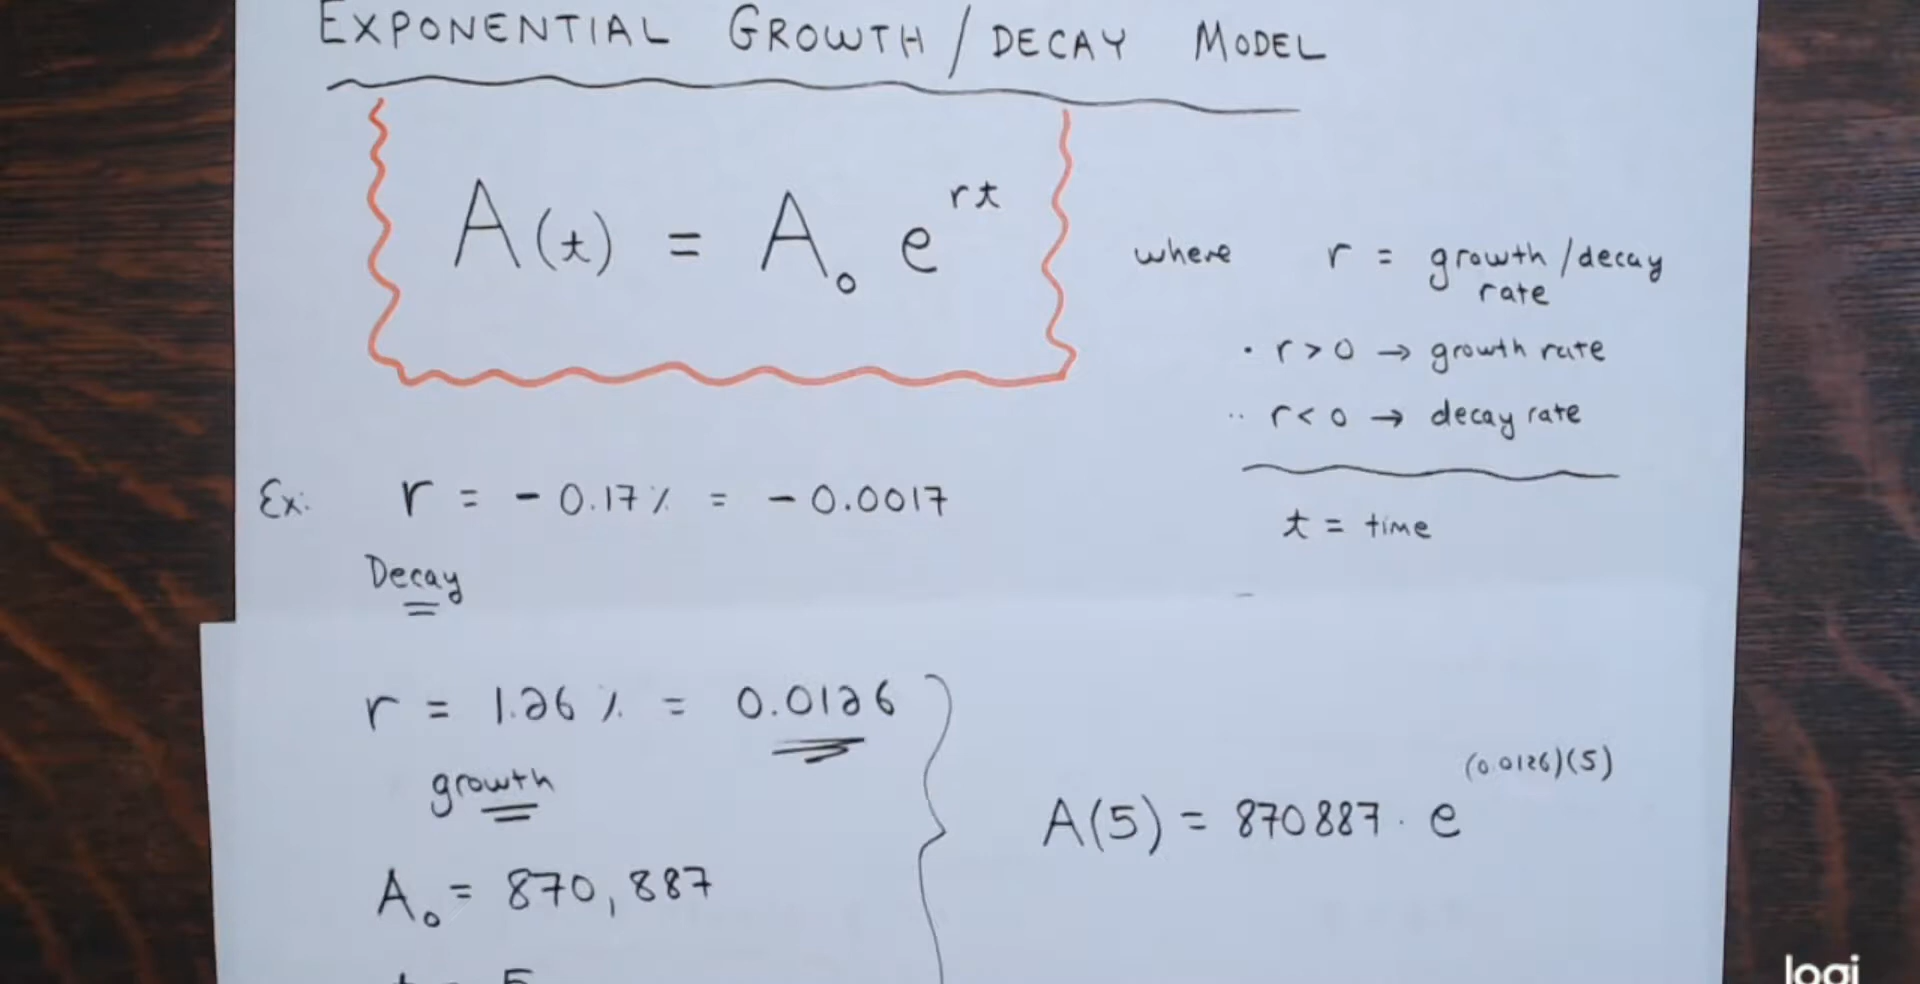 EXPONENTIAL GROWTH / DECAY MODEL
A(t) = A₀ e^rt
where r = growth/decay
rate
· r > 0 → growth rate
·· r < 0 → decay rate
t = time
Ex: r = - 0.17% = - 0.0017
Decay
r = 1.26% = 0.0126
growth
A₀ = 870,887
t = 5
A(5) = 870887 · e^(0.0126)(5)
logi